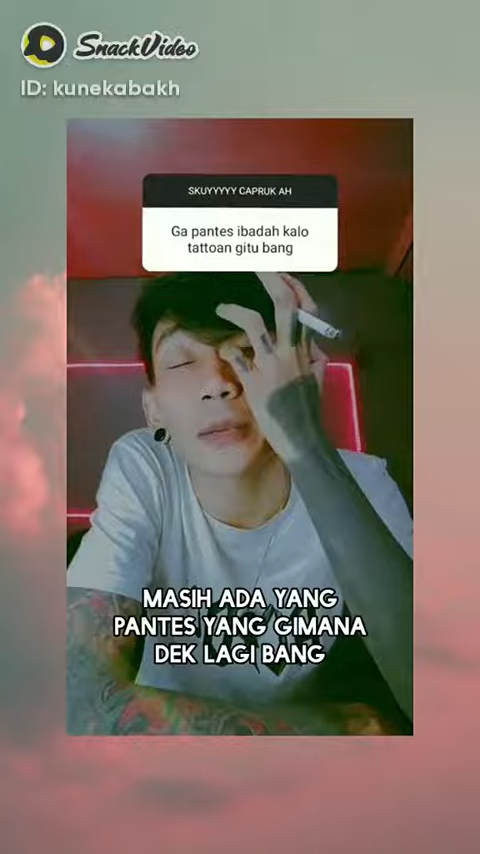 SnackVideo
ID: kunekabakh
SKUYYYYY CAPRUK AH
Ga pantes ibadah kalo
tattoan gitu bang
MASIH ADA YANG
PANTES YANG GIMANA
DEK LAGI BANG